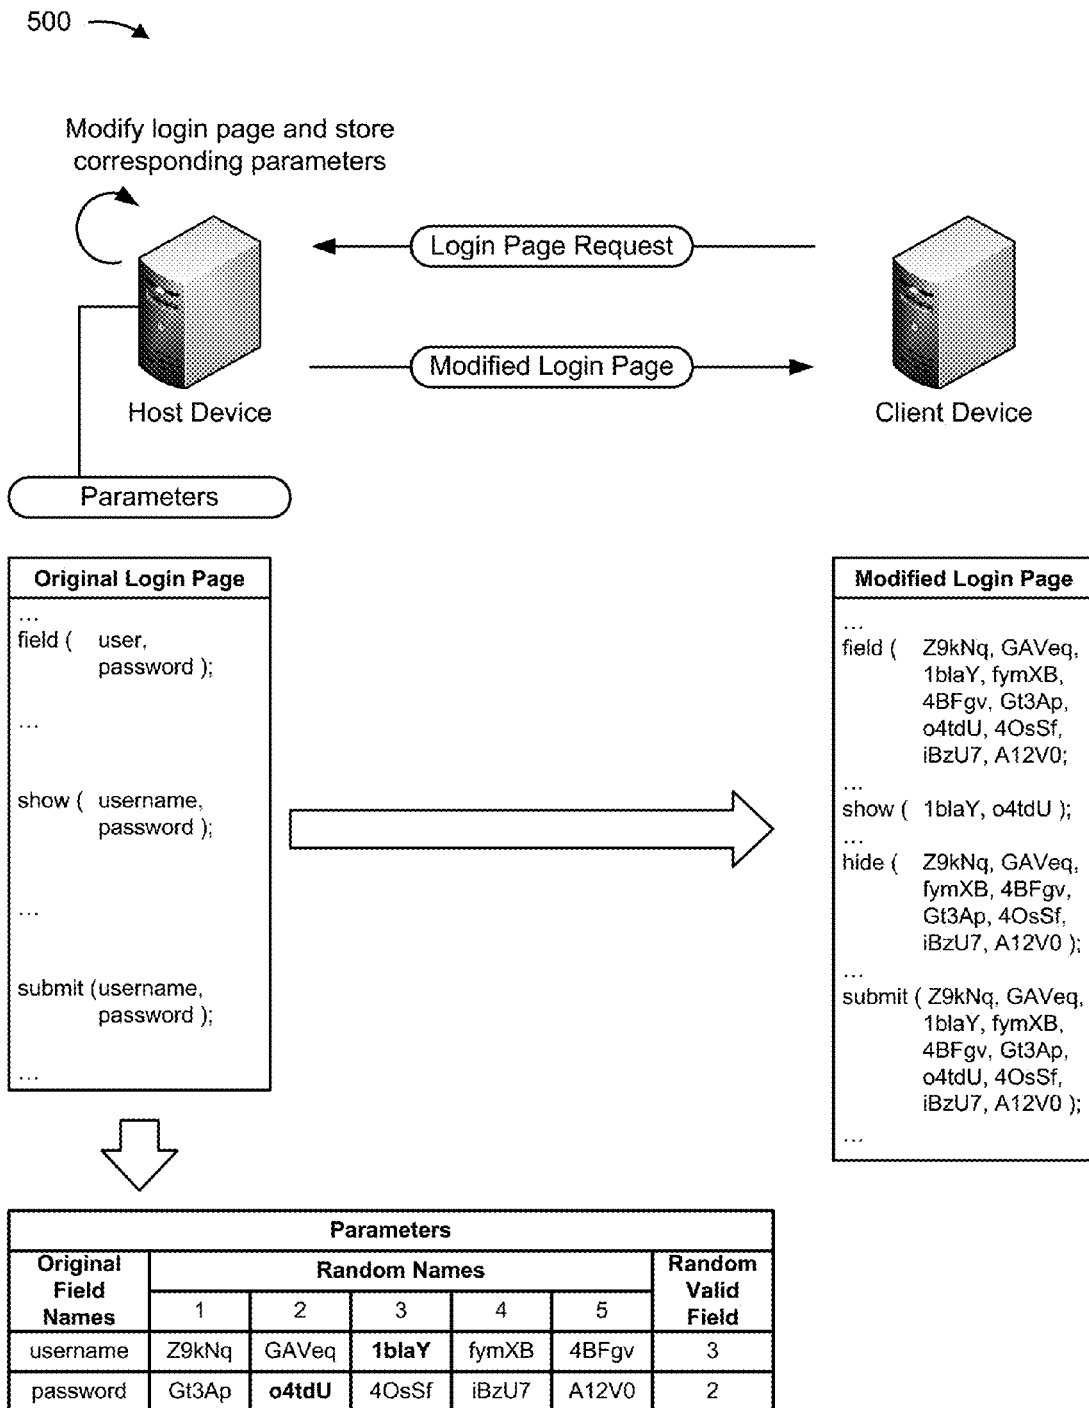 500
Modify login page and store
corresponding parameters
Login Page Request
Modified Login Page
Host Device
Client Device
Parameters
Original Login Page
...
field ( user,
password );
...
show ( username,
password );
...
submit (username,
password );
...
Modified Login Page
...
field ( Z9kNq, GAVeq,
1blaY, fymXB,
4BFgv, Gt3Ap,
o4tdU, 4OsSf,
iBzU7, A12V0;
...
show ( 1blaY, o4tdU );
...
hide ( Z9kNq, GAVeq,
fymXB, 4BFgv,
Gt3Ap, 4OsSf,
iBzU7, A12V0 );
...
submit ( Z9kNq, GAVeq,
1blaY, fymXB,
4BFgv, Gt3Ap,
o4tdU, 4OsSf,
iBzU7, A12V0 );
...
Parameters
Original Field Names Random Names Random Valid Field
1 2 3 4 5
username Z9kNq GAVeq 1blaY fymXB 4BFgv 3
password Gt3Ap o4tdU 4OsSf iBzU7 A12V0 2